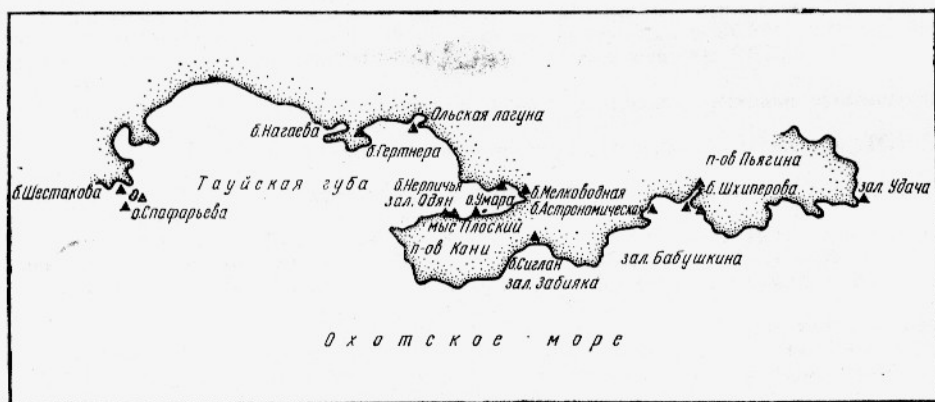 Ольская лагуна
б.Нагаева
б.Гертнера
п-ов Пьягина
б.Шестакова
Тауйская губа
б.Нерпичья
б.Мелководная
б.Шхиперова
зал. Удача
зал. Одян
о.Умара
б.Астрономическая
о.Спафарьева
мыс Плоский
п-ов Кони
зал. Бабушкина
б.Сиглан
зал. Забияка
Охотское море